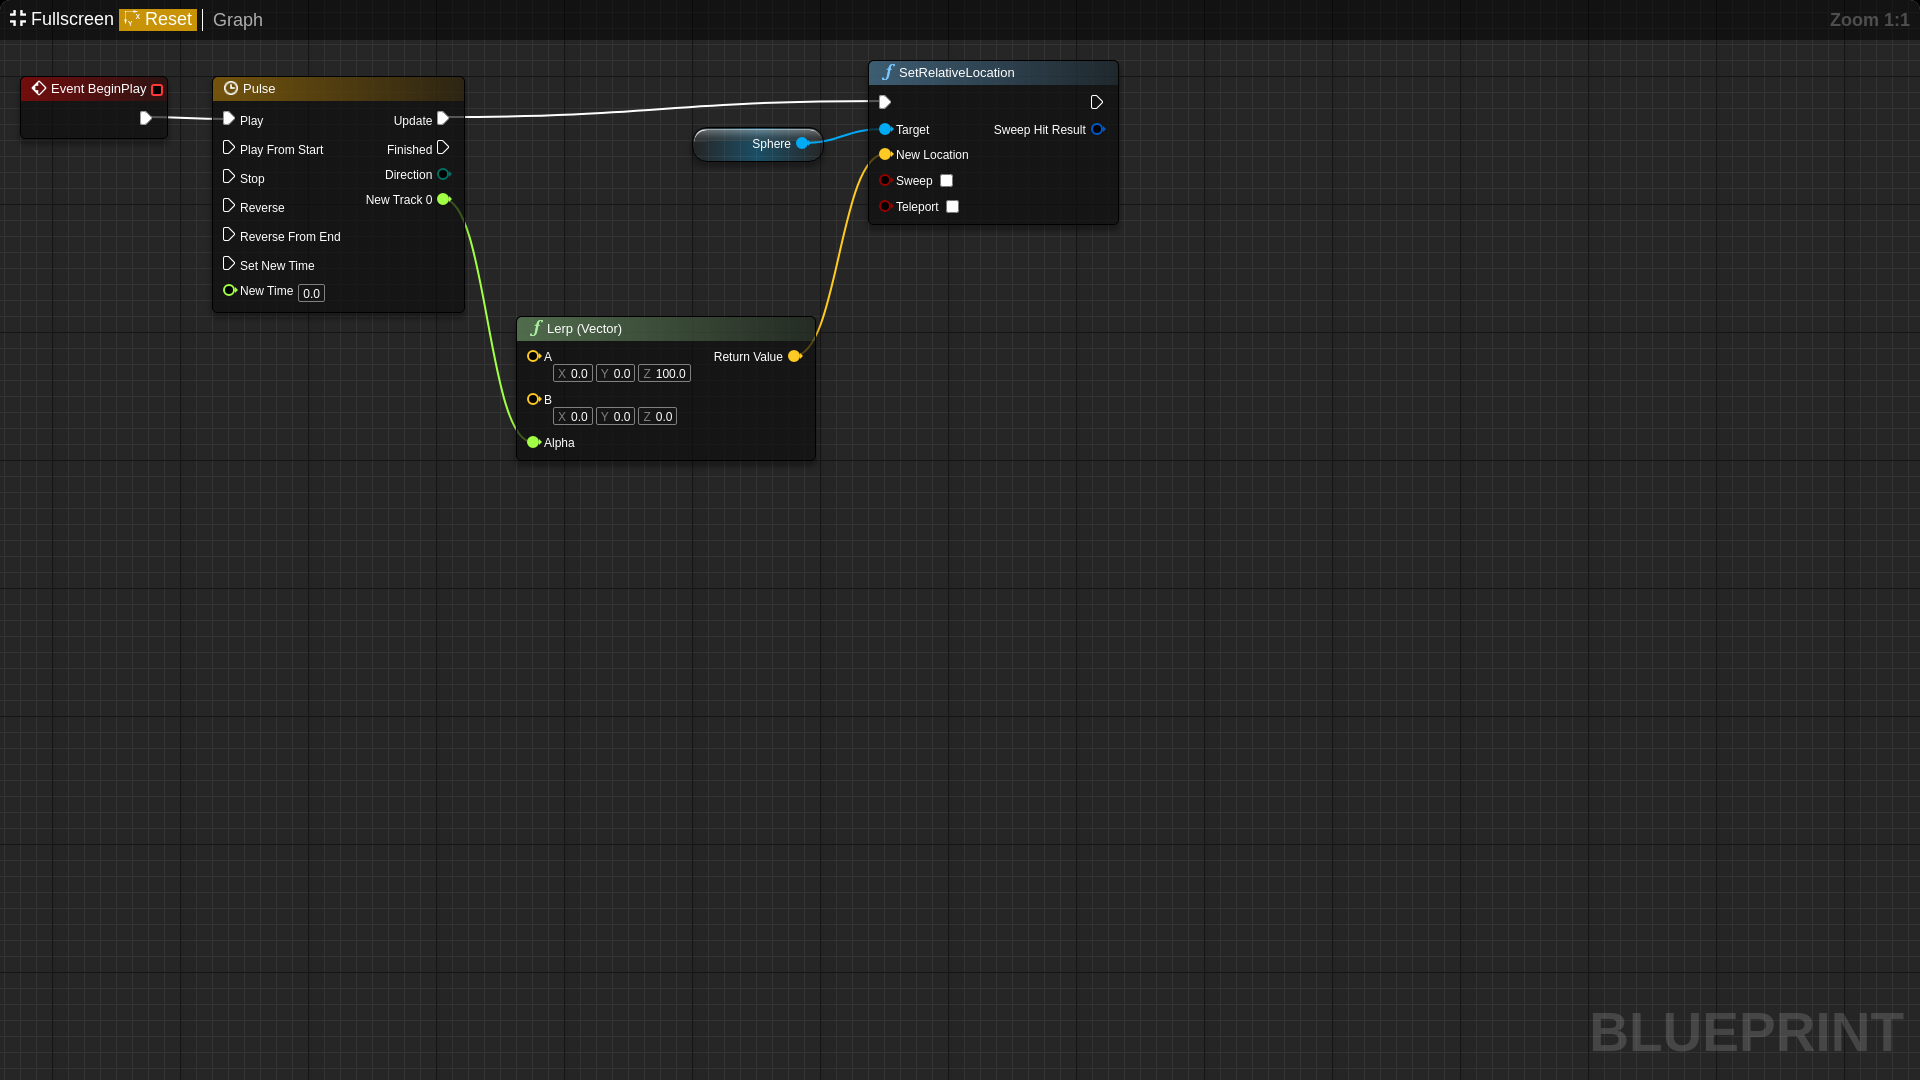 Fullscreen Reset Graph
Zoom 1:1
Event BeginPlay
Pulse
Play Update
Play From Start Finished
Stop Direction
Reverse New Track 0
Reverse From End
Set New Time
New Time 0.0
Sphere
f SetRelativeLocation
Target Sweep Hit Result
New Location
Sweep
Teleport
f Lerp (Vector)
A Return Value
X 0.0 Y 0.0 Z 100.0
B
X 0.0 Y 0.0 Z 0.0
Alpha
BLUEPRINT